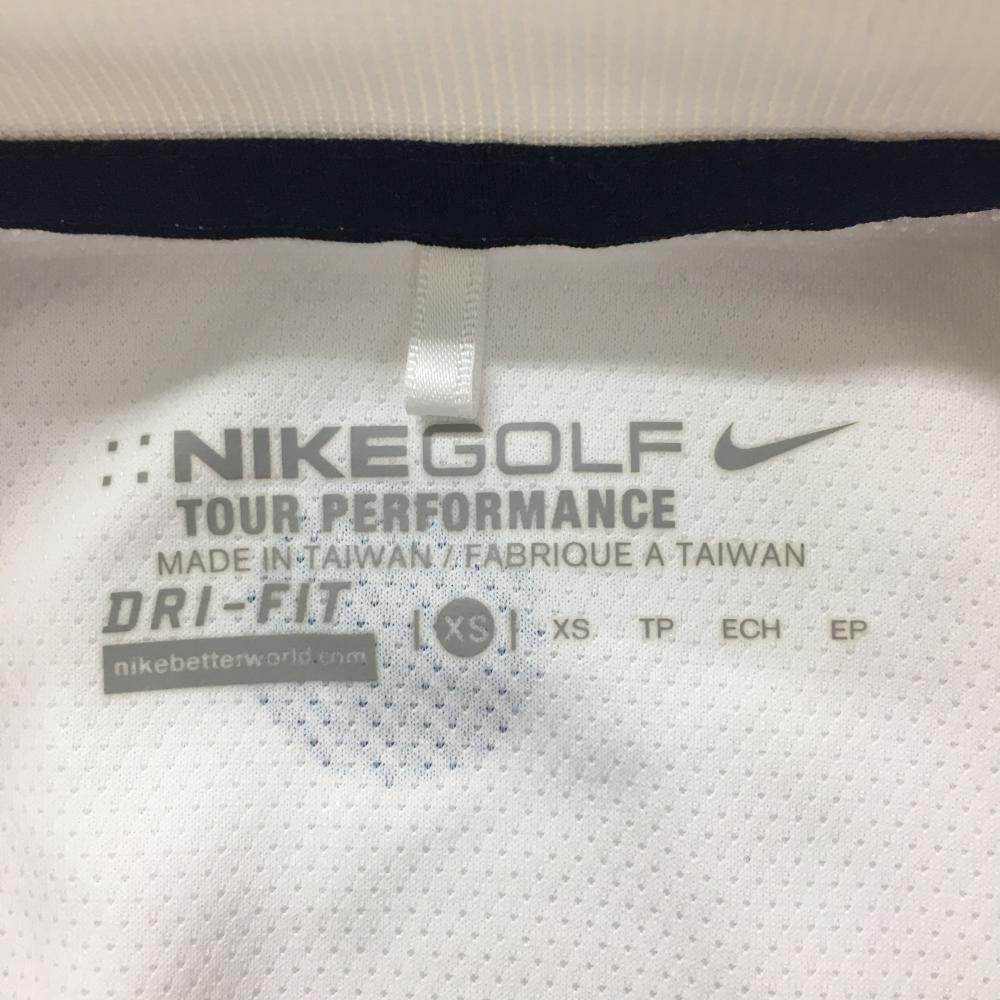 NIKEGOLF
TOUR PERFORMANCE
MADE IN TAIWAN / FABRIQUE A TAIWAN
DRI-FIT
nikebetterworld.com
XS XS TP ECH EP